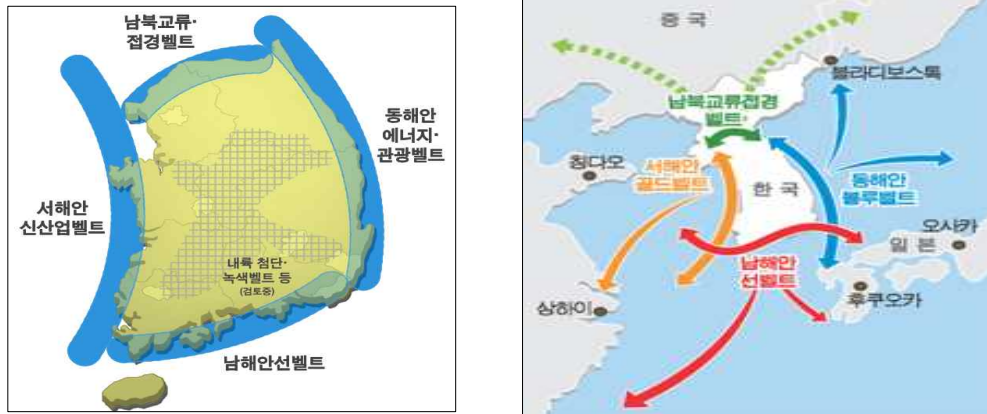 남북교류·
접경벨트
동해안
에너지·
관광벨트
서해안
신산업벨트
내륙 첨단·
녹색벨트 등
(검토중)
남해안선벨트
중국
블라디보스톡
남북교류접경
벨트·
칭다오
서해안
골드벨트
한국
동해안
블루벨트
오사카
일본
남해안
선벨트
후쿠오카
상하이